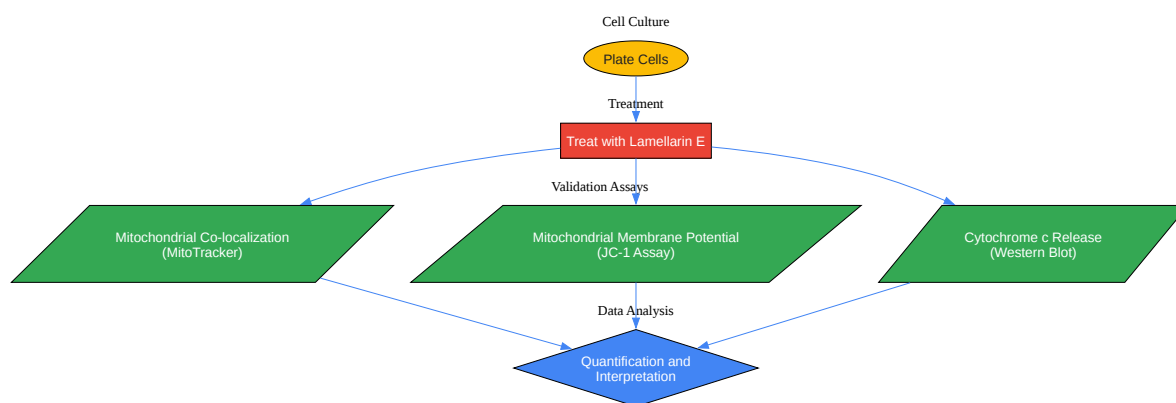 Cell Culture
Plate Cells
Treatment
Treat with Lamellarin E
Validation Assays
Mitochondrial Co-localization
(MitoTracker)
Mitochondrial Membrane Potential
(JC-1 Assay)
Cytochrome c Release
(Western Blot)
Data Analysis
Quantification and
Interpretation